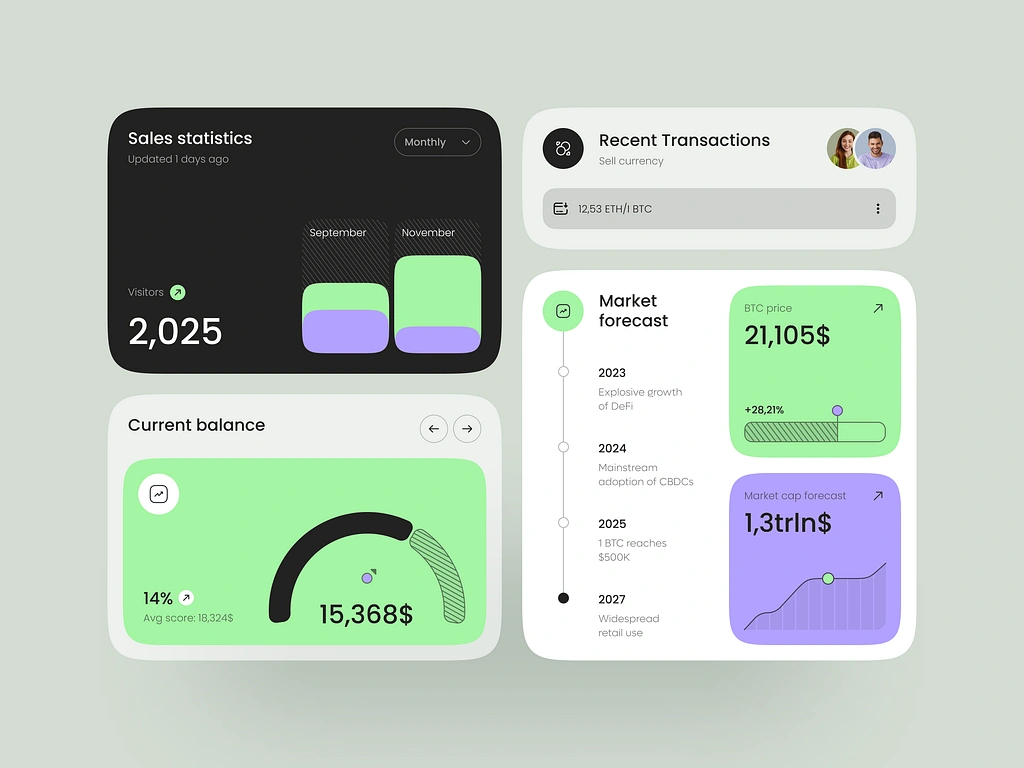 Sales statistics
Updated 1 days ago
Monthly
September
November
Visitors
2,025
Current balance
14%
Avg score: 18,324$
15,368$
Recent Transactions
Sell currency
12,53 ETH/I BTC
Market
forecast
2023
Explosive growth
of DeFi
2024
Mainstream
adoption of CBDCs
2025
1 BTC reaches
$500K
2027
Widespread
retail use
BTC price
21,105$
+28,21%
Market cap forecast
1,3trln$